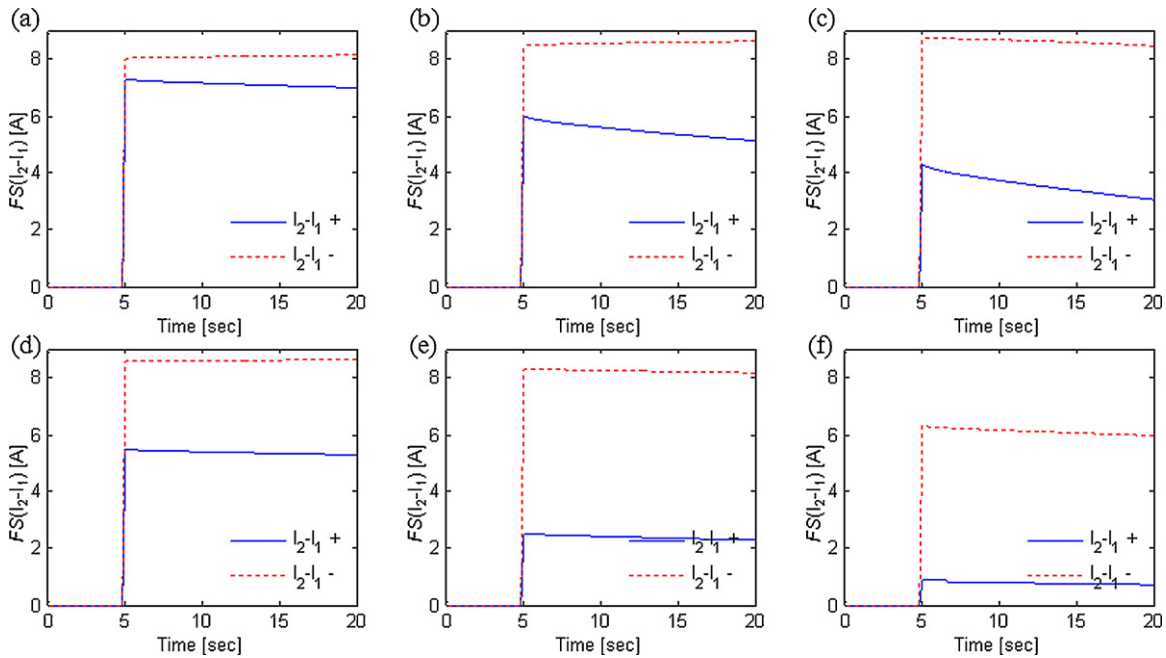 (a)
FS(I2-I1) [A]
8
6
4
2
0
I2-I1 +
I2-I1 -
0 5 10 15 20
Time [sec]
(b)
FS(I2-I1) [A]
8
6
4
2
0
I2-I1 +
I2-I1 -
0 5 10 15 20
Time [sec]
(c)
FS(I2-I1) [A]
8
6
4
2
0
I2-I1 +
I2-I1 -
0 5 10 15 20
Time [sec]
(d)
FS(I2-I1) [A]
8
6
4
2
0
I2-I1 +
I2-I1 -
0 5 10 15 20
Time [sec]
(e)
FS(I2-I1) [A]
8
6
4
2
0
I2-I1 +
I2-I1 -
0 5 10 15 20
Time [sec]
(f)
FS(I2-I1) [A]
8
6
4
2
0
I2-I1 +
I2-I1 -
0 5 10 15 20
Time [sec]